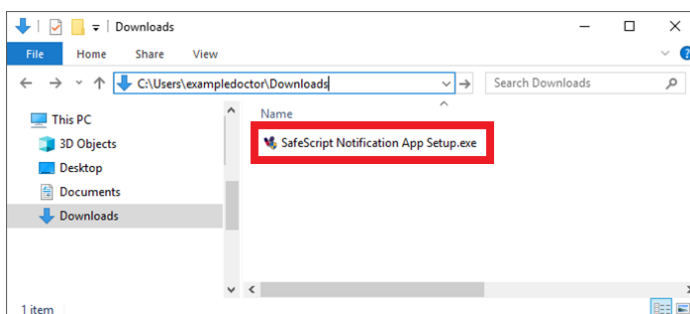 Downloads
File Home Share View
C:\Users\exampledoctor\Downloads Search Downloads
This PC
3D Objects
Desktop
Documents
Downloads
Name
SafeScript Notification App Setup.exe
1 item